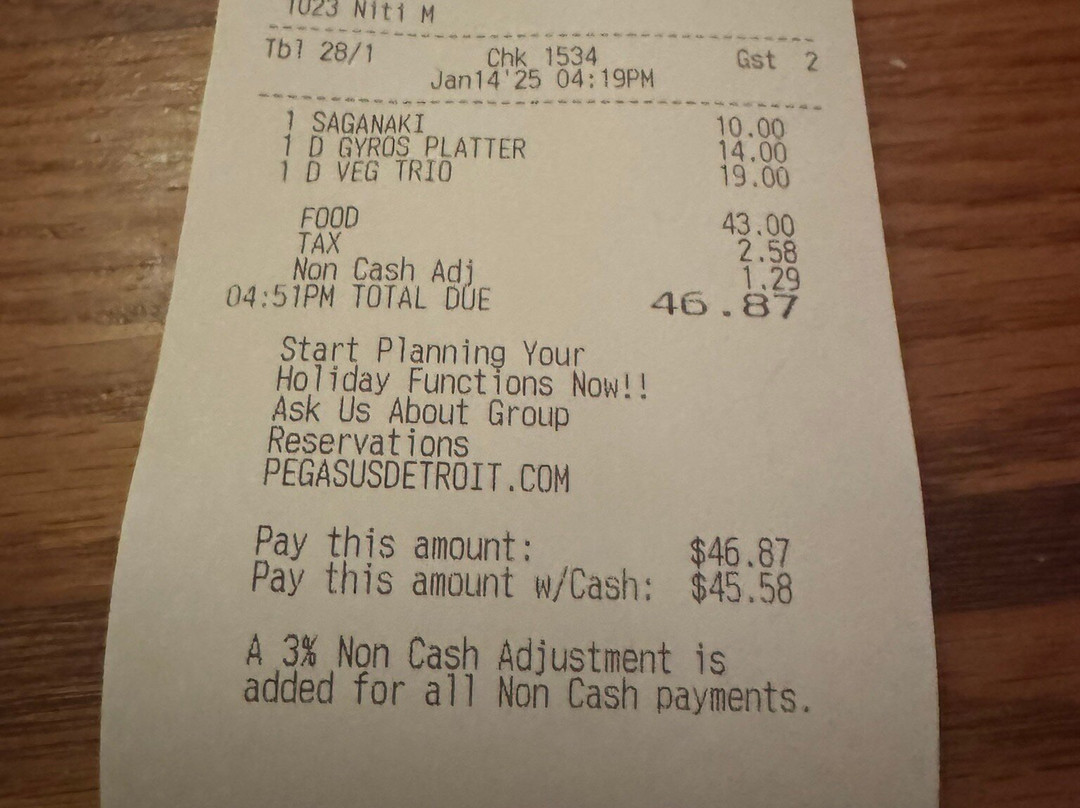 1023 Niti M
Tbl 28/1 Chk 1534 Gst 2
Jan14'25 04:19PM
1 SAGANAKI 10.00
1 D GYROS PLATTER 14.00
1 D VEG TRIO 19.00
FOOD 43.00
TAX 2.58
Non Cash Adj 1.29
04:51PM TOTAL DUE 46.87
Start Planning Your
Holiday Functions Now!!
Ask Us About Group
Reservations
PEGASUSDETROIT.COM
Pay this amount: $46.87
Pay this amount w/Cash: $45.58
A 3% Non Cash Adjustment is
added for all Non Cash payments.